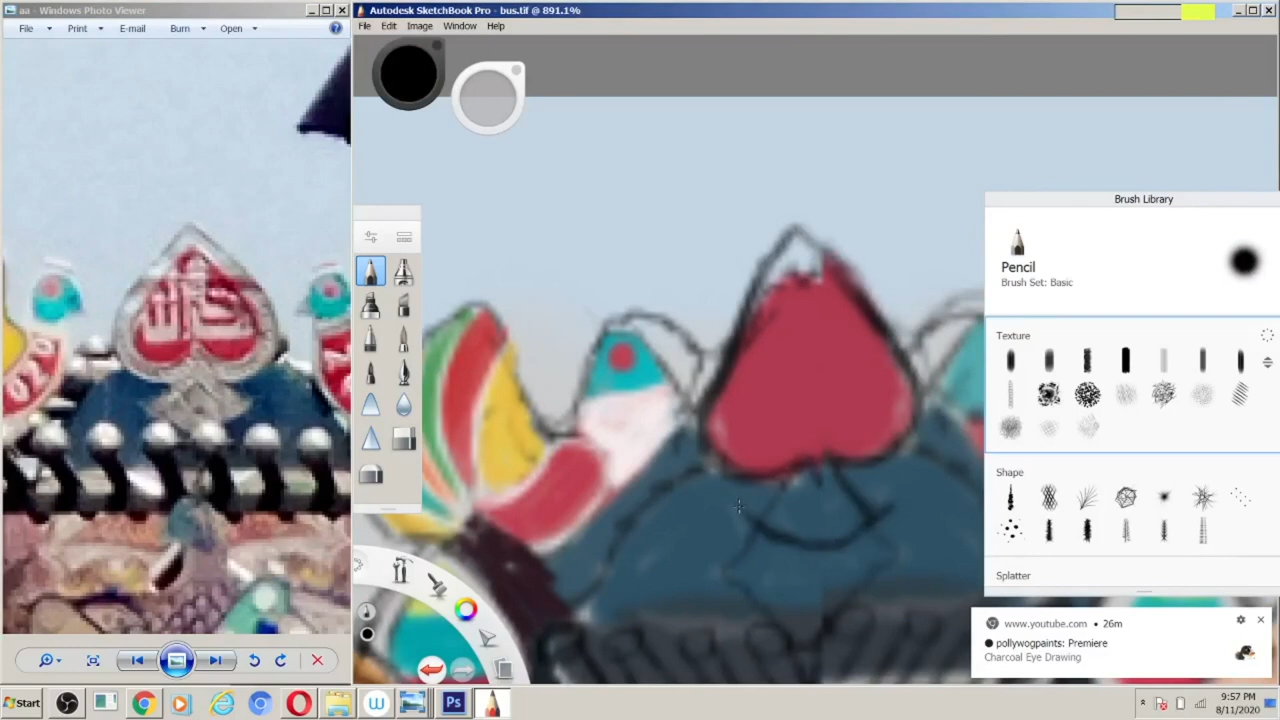 aa - Windows Photo Viewer
File Print E-mail Burn Open
Autodesk SketchBook Pro - bus.tif @ 891.1%
File Edit Image Window Help
Brush Library
Pencil
Brush Set: Basic
Texture
Shape
Splatter
www.youtube.com • 26m
pollywogpaints: Premiere
Charcoal Eye Drawing
Start
W
Ps
9:57 PM
8/11/2020